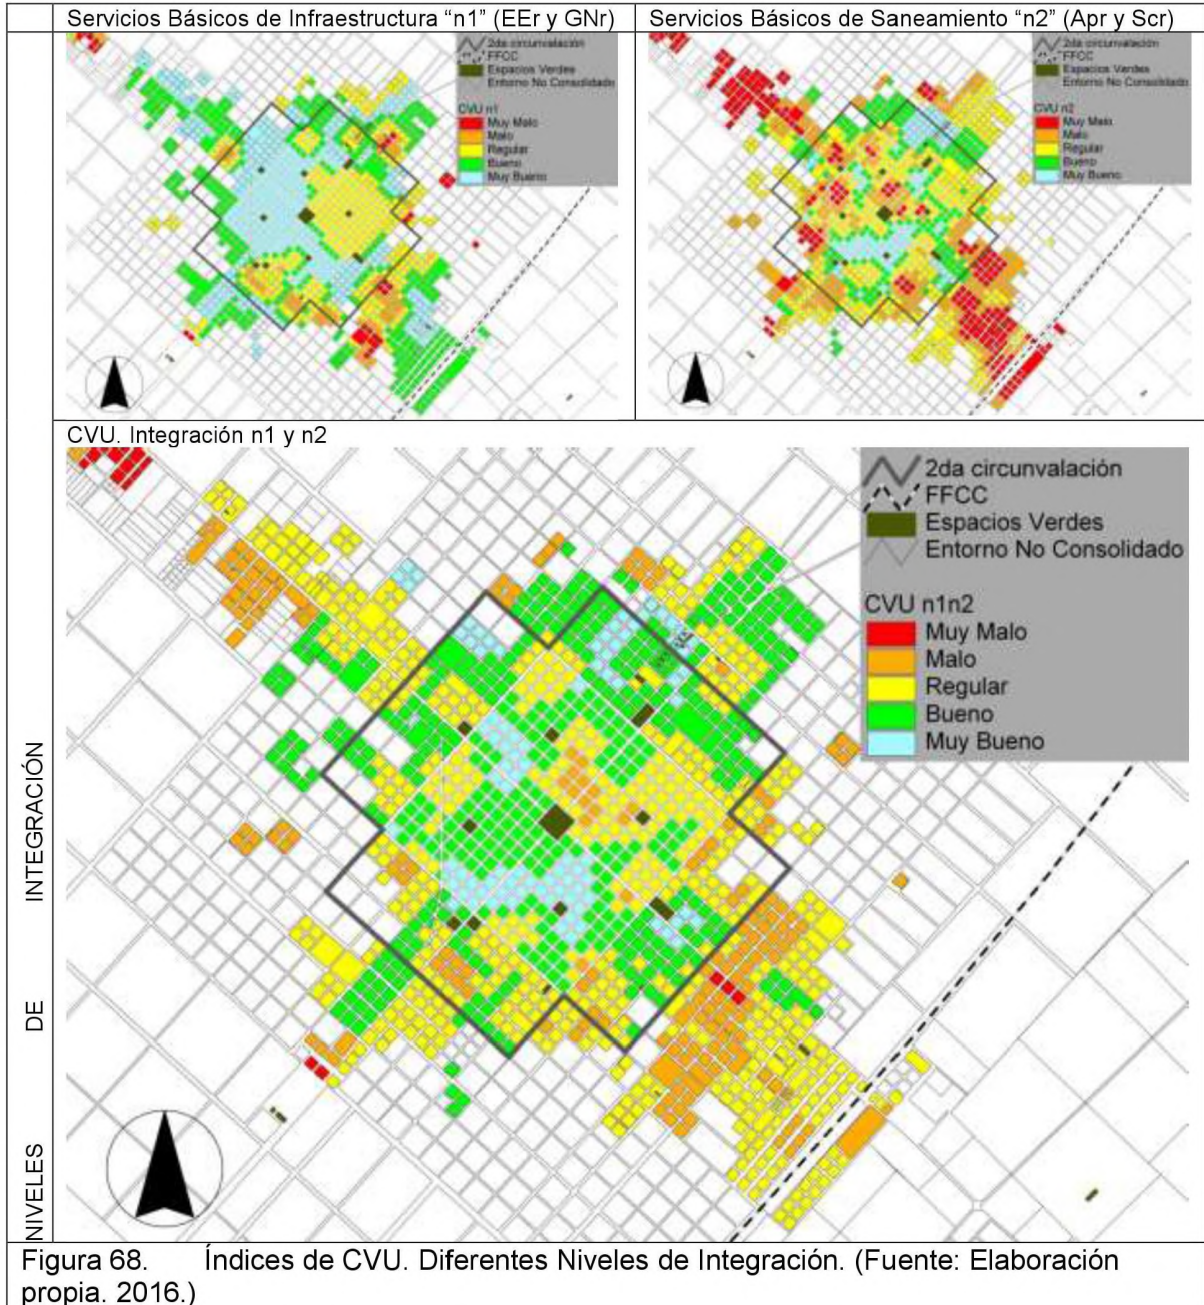 Servicios Básicos de Infraestructura “n1” (EEr y GNr)
2da circunvalación
FFCC
Espacios Verdes
Entorno No Consolidado
CVU n1
Muy Malo
Malo
Regular
Bueno
Muy Bueno
Servicios Básicos de Saneamiento “n2” (Apr y Scr)
2da circunvalación
FFCC
Espacios Verdes
Entorno No Consolidado
CVU n2
Muy Malo
Malo
Regular
Bueno
Muy Bueno
CVU. Integración n1 y n2
2da circunvalación
FFCC
Espacios Verdes
Entorno No Consolidado
CVU n1n2
Muy Malo
Malo
Regular
Bueno
Muy Bueno
NIVELES DE INTEGRACIÓN
Figura 68. Índices de CVU. Diferentes Niveles de Integración. (Fuente: Elaboración
propia. 2016.)